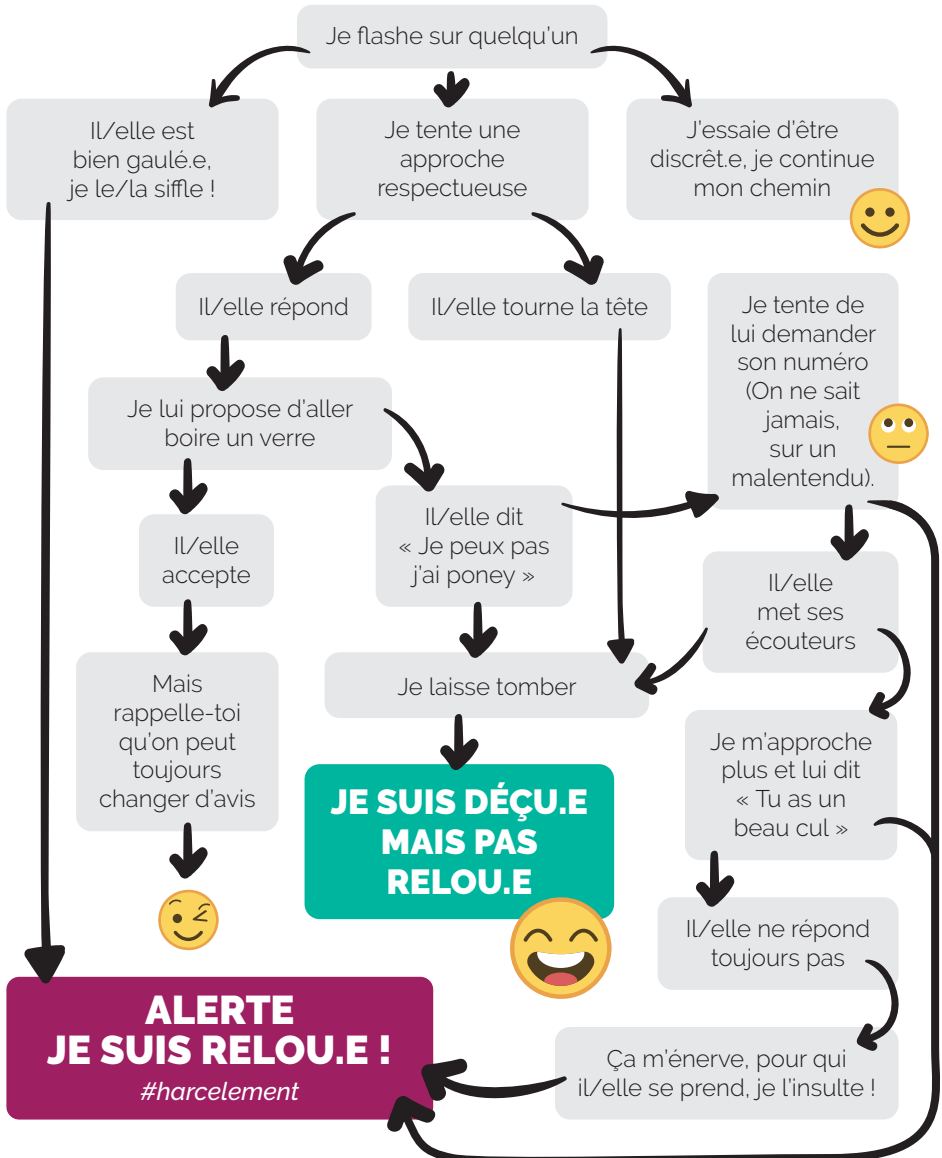 Je flashe sur quelqu'un
Il/elle est
bien gaulé.e,
je le/la siffle !
Je tente une
approche
respectueuse
J'essaie d'être
discrêt.e, je continue
mon chemin
Il/elle répond
Il/elle tourne la tête
Je tente de
lui demander
son numéro
(On ne sait
jamais,
sur un
malentendu).
Je lui propose d'aller
boire un verre
Il/elle
accepte
Il/elle dit
« Je peux pas
j'ai poney »
Il/elle
met ses
écouteurs
Mais
rappelle-toi
qu'on peut
toujours
changer d'avis
Je laisse tomber
Je m'approche
plus et lui dit
« Tu as un
beau cul »
JE SUIS DÉÇU.E
MAIS PAS
RELOU.E
Il/elle ne répond
toujours pas
ALERTE
JE SUIS RELOU.E !
#harcelement
Ça m'énerve, pour qui
il/elle se prend, je l'insulte !